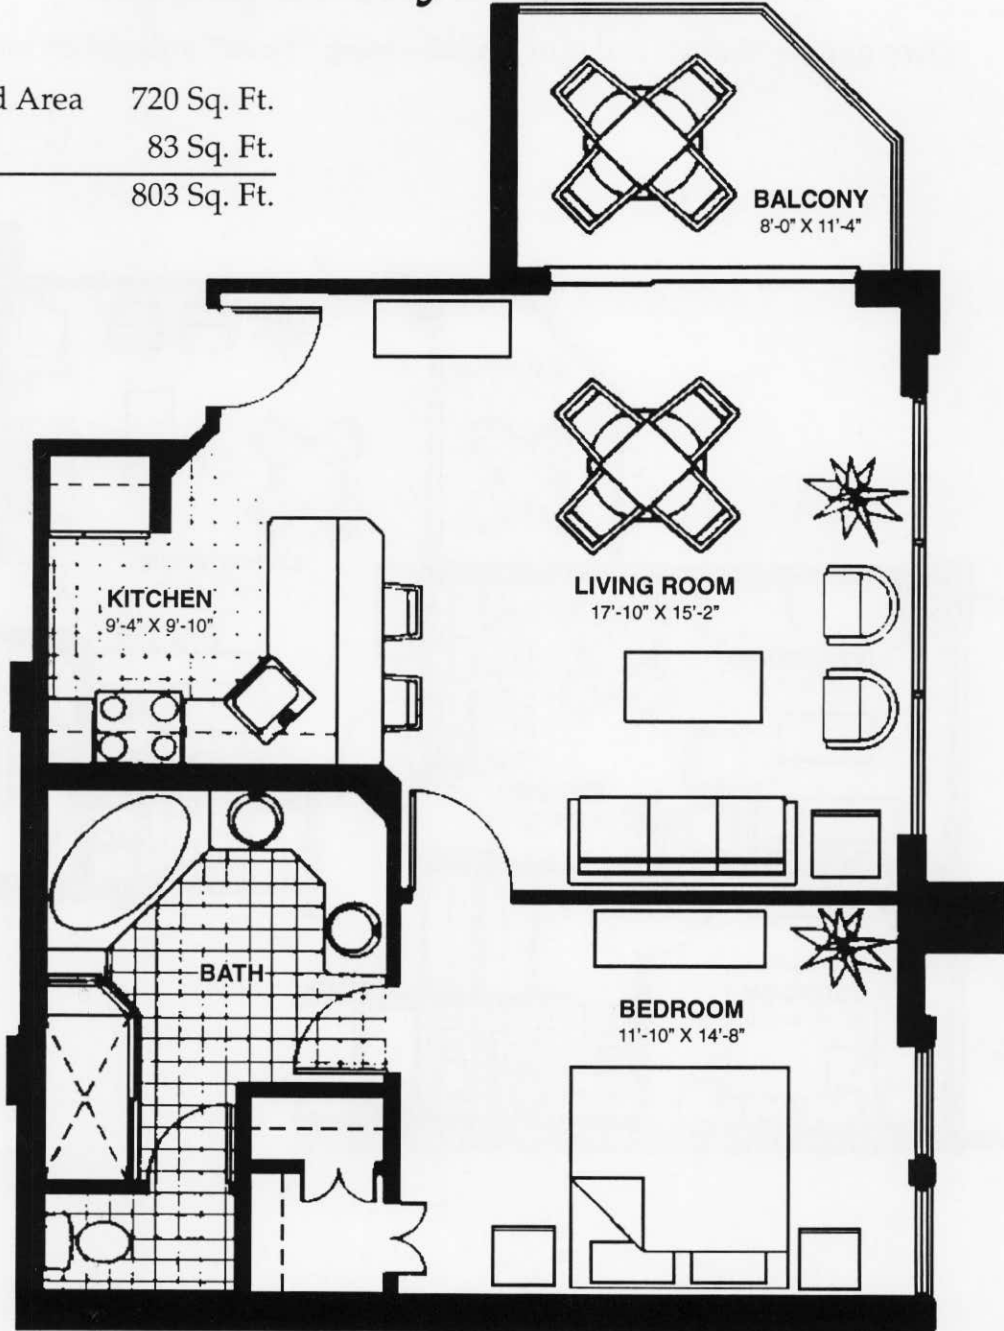 d Area 720 Sq. Ft.
83 Sq. Ft.
803 Sq. Ft.
BALCONY
8'-0" X 11'-4"
KITCHEN
9'-4" X 9'-10"
LIVING ROOM
17'-10" X 15'-2"
BATH
BEDROOM
11'-10" X 14'-8"